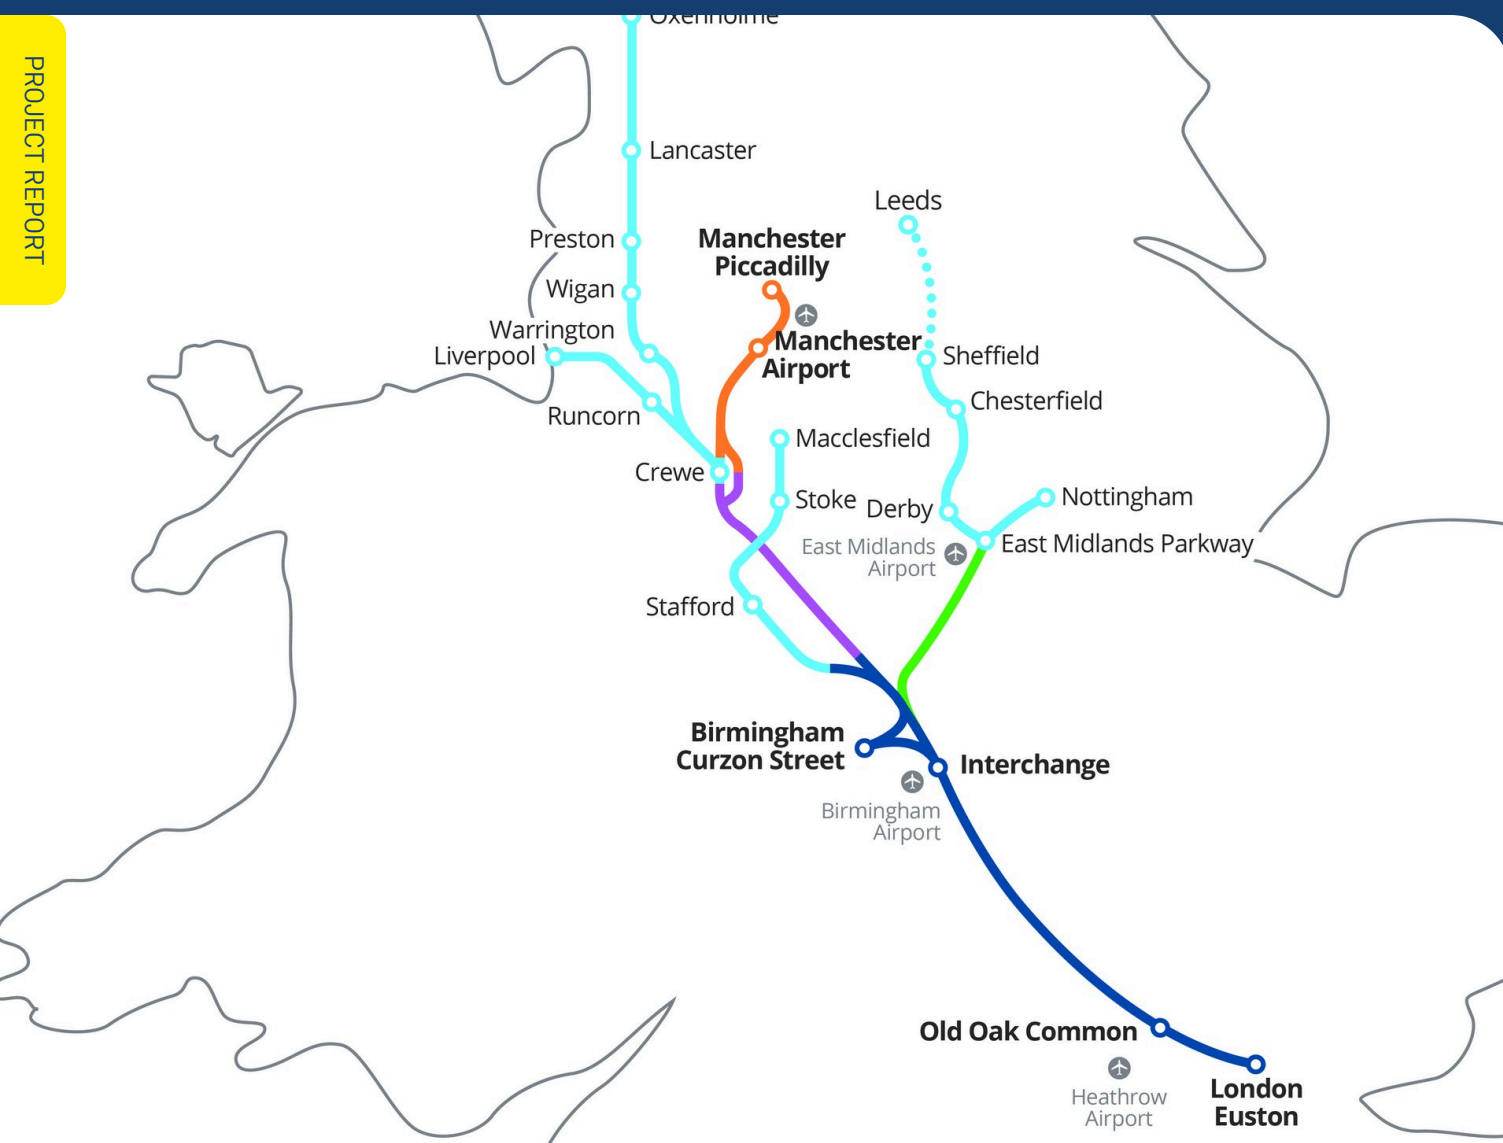 PROJECT REPORT
Oxenholme
Lancaster
Leeds
Preston
Manchester
Piccadilly
Wigan
Warrington
Manchester
Airport
Liverpool
Sheffield
Runcorn
Chesterfield
Macclesfield
Crewe
Stoke
Derby
Nottingham
East Midlands
Airport
East Midlands Parkway
Stafford
Birmingham
Curzon Street
Interchange
Birmingham
Airport
Old Oak Common
Heathrow
Airport
London
Euston